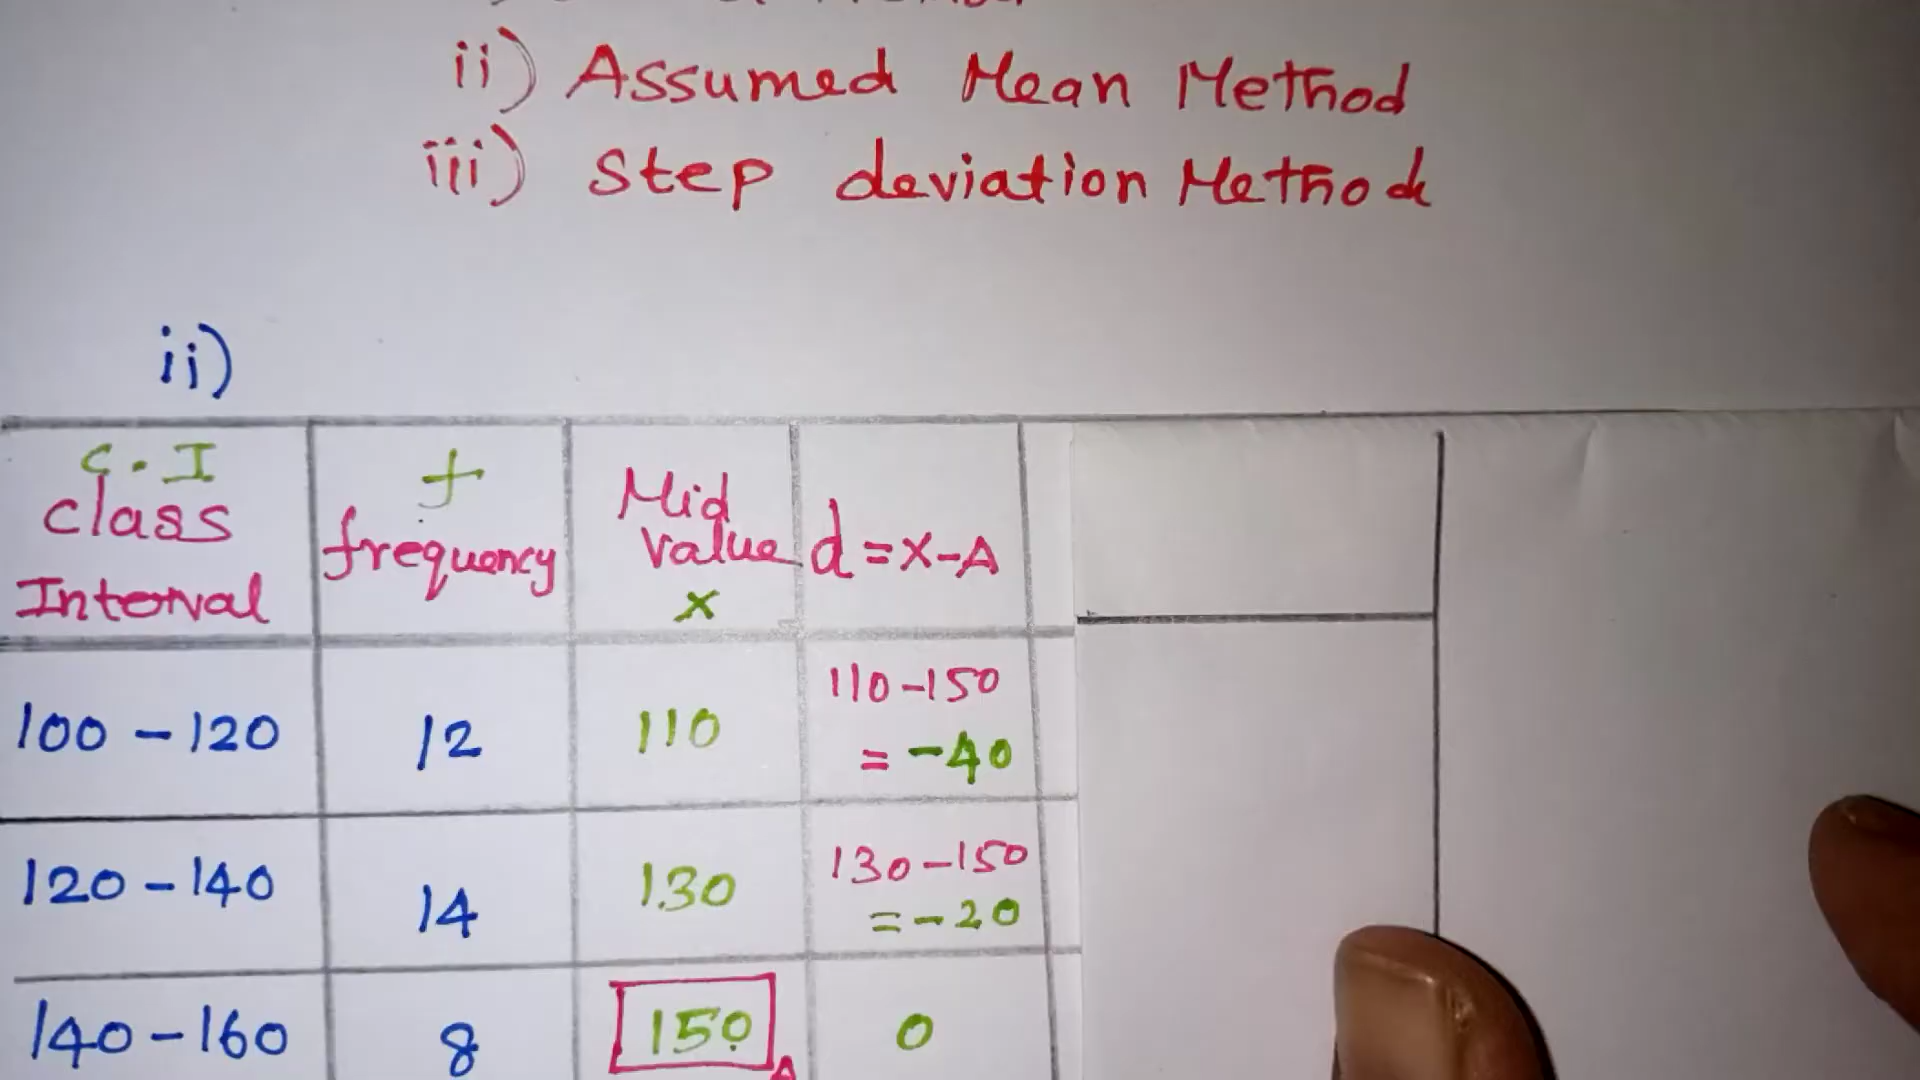 ii) Assumed Mean Method
iii) Step deviation Method
ii)
C.I
Class
Interval
f
frequency
Mid
Value
x
d=x-A
100-120
12
110
110-150
= -40
120-140
14
130
130-150
= -20
140-160
8
150
A
0